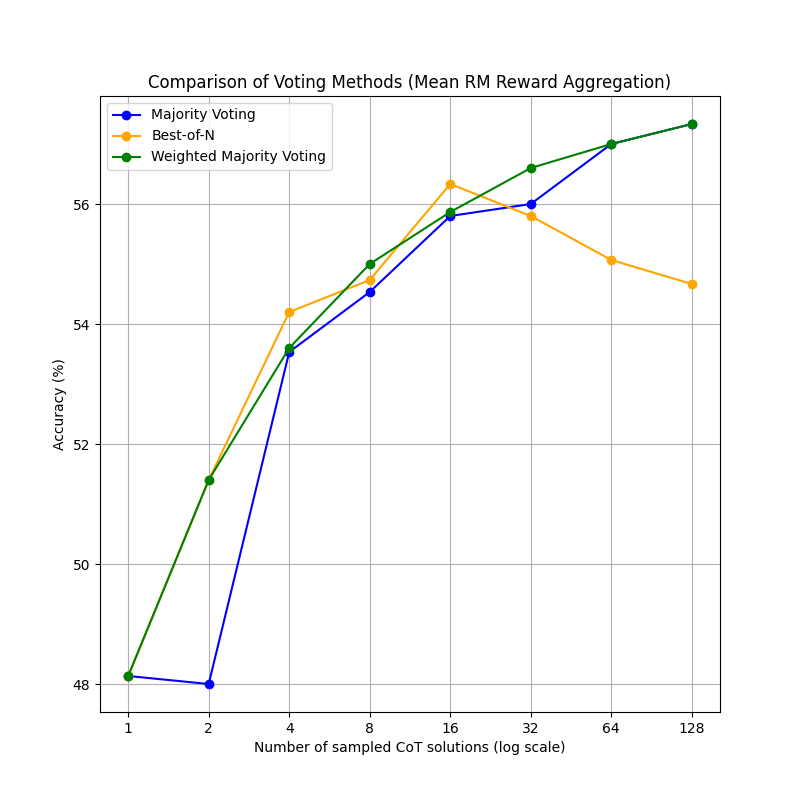 Comparison of Voting Methods (Mean RM Reward Aggregation)
Majority Voting
Best-of-N
Weighted Majority Voting
Accuracy (%)
56
54
52
50
48
1 2 4 8 16 32 64 128
Number of sampled CoT solutions (log scale)